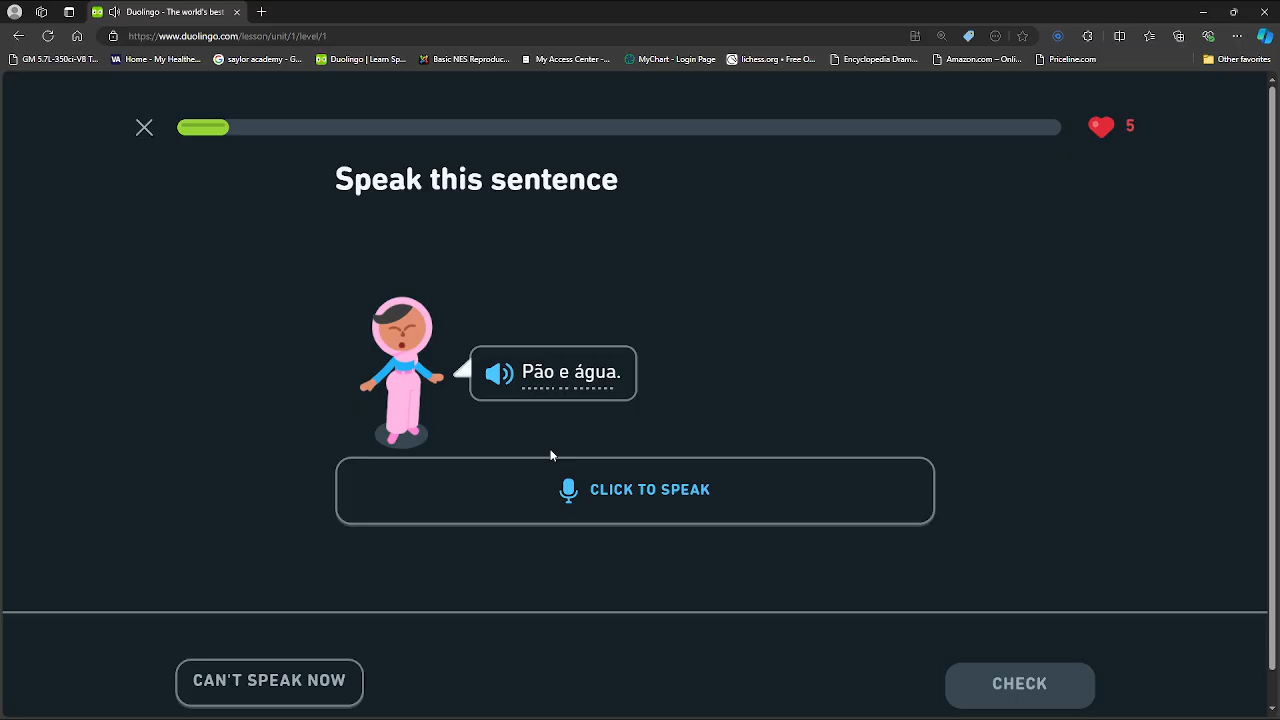 Duolingo - The world's best
https://www.duolingo.com/lesson/unit/1/level/1
GM 5.7L-350ci-V8 T...
VA Home - My Healthe...
saylor academy - G...
Duolingo | Learn Sp...
Basic NES Reproduc...
My Access Center -...
MyChart - Login Page
lichess.org • Free O...
Encyclopedia Dram...
Amazon.com – Onli...
Priceline.com
Other favorites
5
Speak this sentence
Pão e água.
CLICK TO SPEAK
CAN'T SPEAK NOW
CHECK